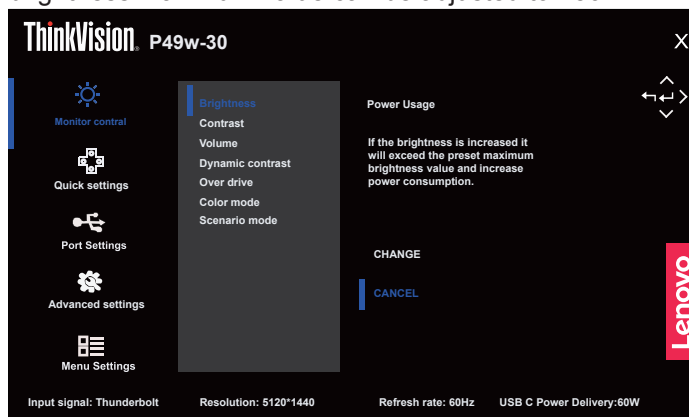 ThinkVision. P49w-30
X
Monitor contral
Quick settings
Port Settings
Advanced settings
Menu Settings
Brightness
Contrast
Volume
Dynamic contrast
Over drive
Color mode
Scenario mode
Power Usage
If the brightness is increased it
will exceed the preset maximum
brightness value and increase
power consumption.
CHANGE
CANCEL
Lenovo
Input signal: Thunderbolt Resolution: 5120*1440 Refresh rate: 60Hz USB C Power Delivery:60W